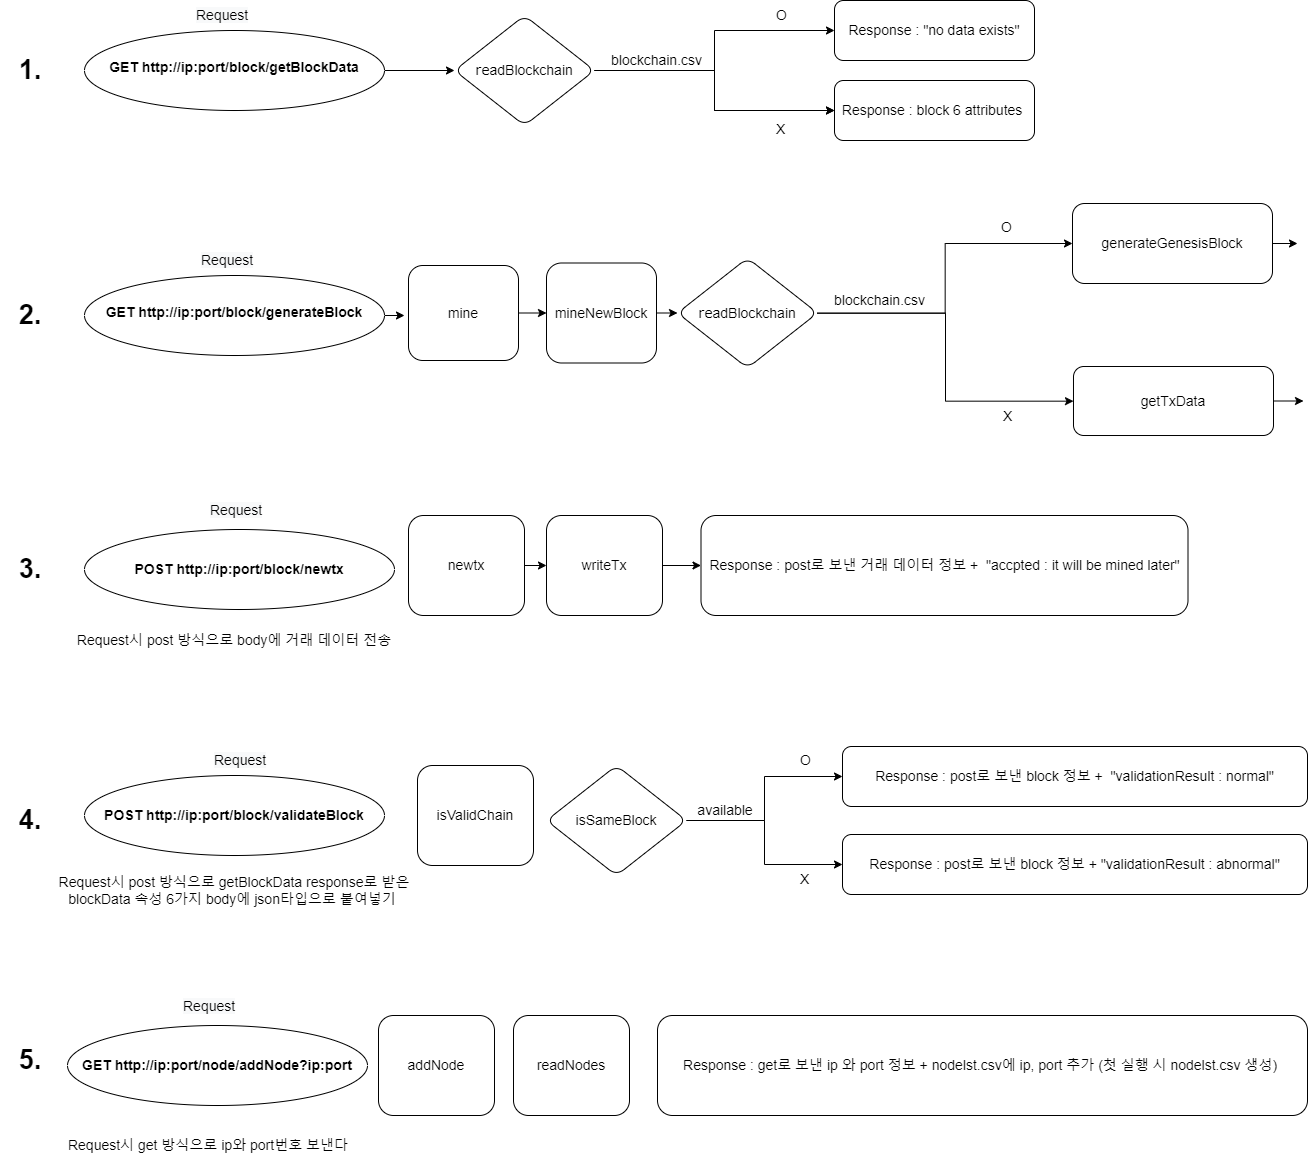 Request
1.
GET http://ip:port/block/getBlockData
readBlockchain
blockchain.csv
O
Response : "no data exists"
Response : block 6 attributes
X
Request
2.
GET http://ip:port/block/generateBlock
mine
mineNewBlock
readBlockchain
blockchain.csv
O
generateGenesisBlock
getTxData
X
Request
3.
POST http://ip:port/block/newtx
newtx
writeTx
Response : post로 보낸 거래 데이터 정보 + "accpted : it will be mined later"
Request시 post 방식으로 body에 거래 데이터 전송
Request
4.
POST http://ip:port/block/validateBlock
isValidChain
isSameBlock
available
O
Response : post로 보낸 block 정보 + "validationResult : normal"
Response : post로 보낸 block 정보 + "validationResult : abnormal"
X
Request시 post 방식으로 getBlockData response로 받은
blockData 속성 6가지 body에 json타입으로 붙여넣기
Request
5.
GET http://ip:port/node/addNode?ip:port
addNode
readNodes
Response : get로 보낸 ip 와 port 정보 + nodelst.csv에 ip, port 추가 (첫 실행 시 nodelst.csv 생성)
Request시 get 방식으로 ip와 port번호 보낸다